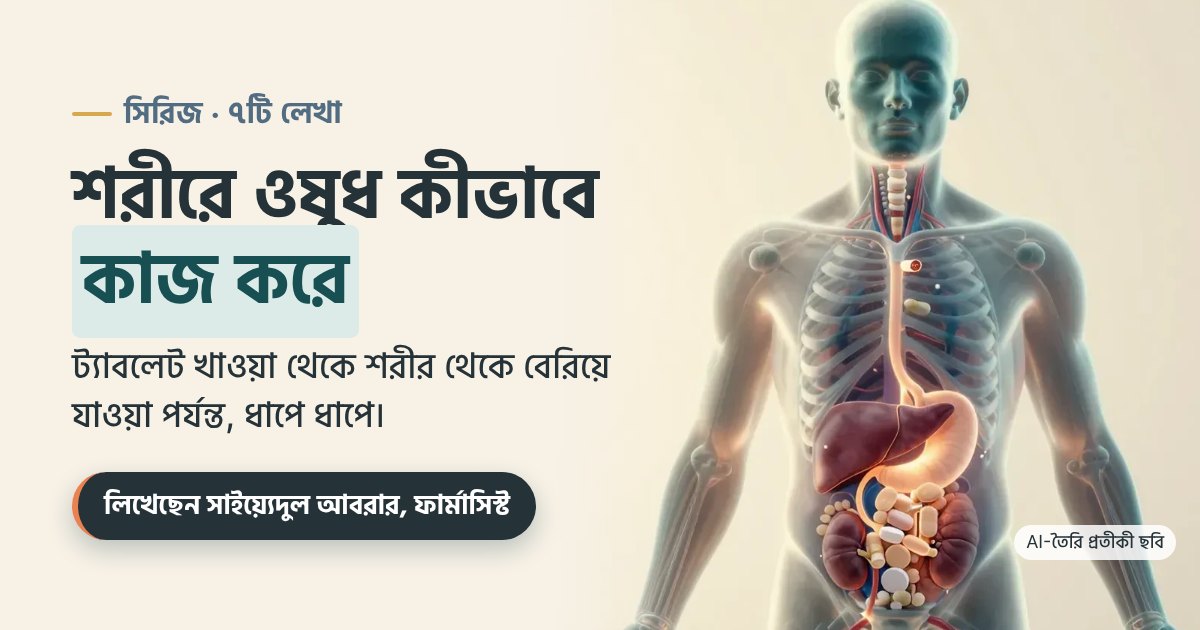 সিরিজ · ৭টি লেখা
শরীরে ওষুধ কীভাবে
কাজ করে
ট্যাবলেট খাওয়া থেকে শরীর থেকে বেরিয়ে
যাওয়া পর্যন্ত, ধাপে ধাপে।
লিখেছেন সাইয়্যেদুল আবরার, ফার্মাসিস্ট
AI-তৈরি প্রতীকী ছবি